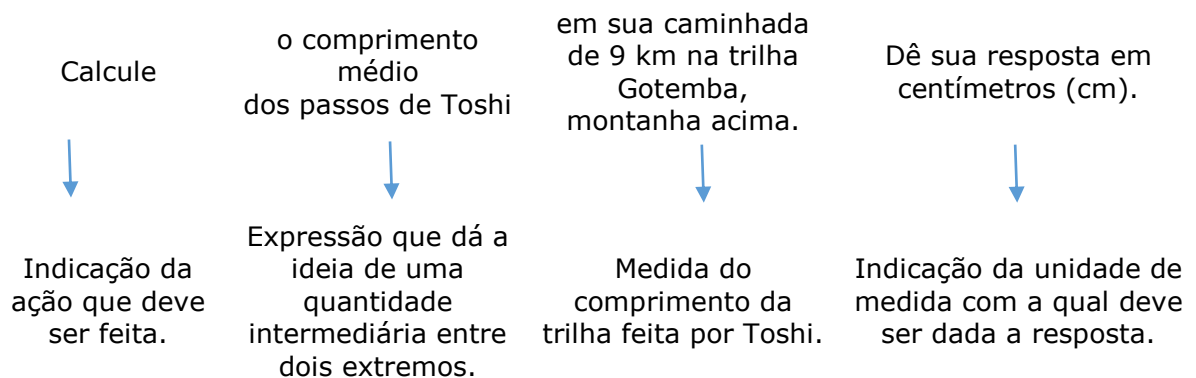 Calcule
o comprimento
médio
dos passos de Toshi
em sua caminhada
de 9 km na trilha
Gotemba,
montanha acima.
Dê sua resposta em
centímetros (cm).
Indicação da
ação que deve
ser feita.
Expressão que dá a
ideia de uma
quantidade
intermediária entre
dois extremos.
Medida do
comprimento da
trilha feita por Toshi.
Indicação da unidade de
medida com a qual deve
ser dada a resposta.